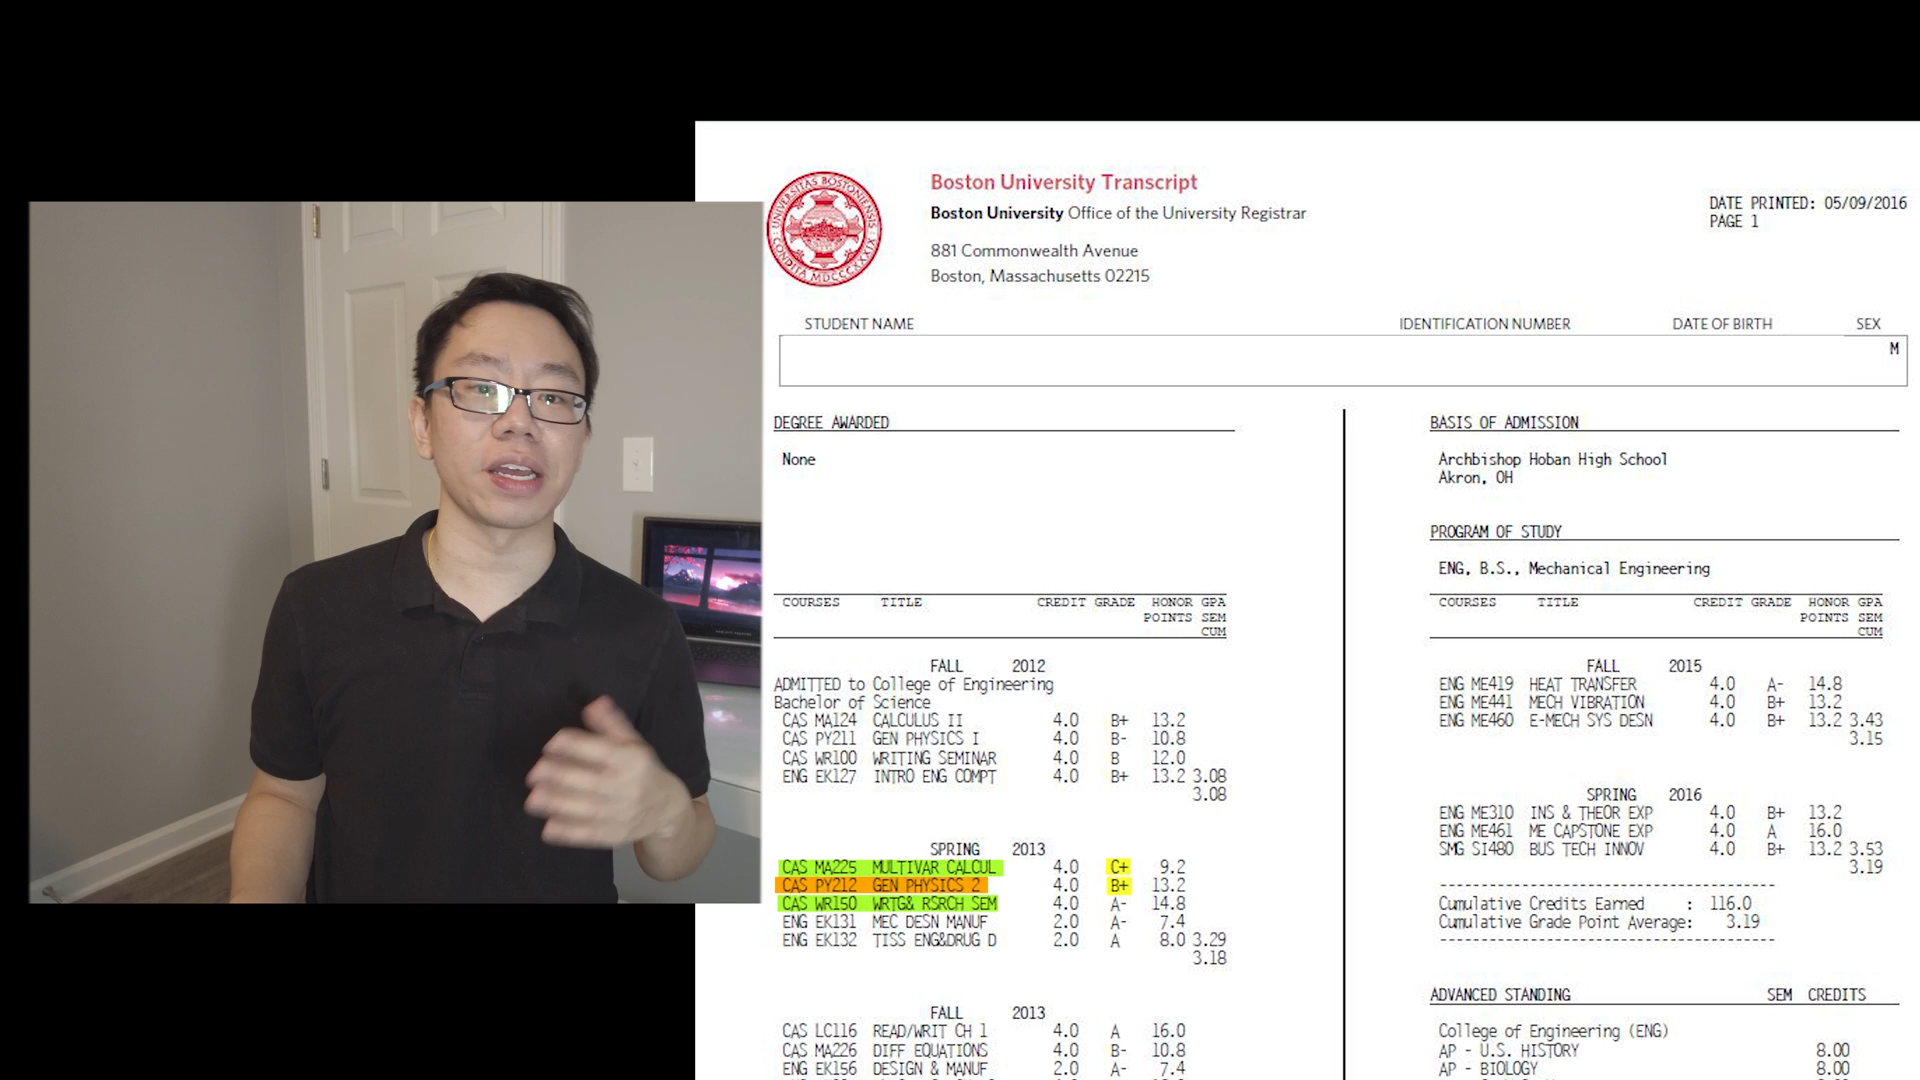 Boston University Transcript
Boston University Office of the University Registrar
881 Commonwealth Avenue
Boston, Massachusetts 02215
DATE PRINTED: 05/09/2016
PAGE 1
STUDENT NAME IDENTIFICATION NUMBER DATE OF BIRTH SEX
M
DEGREE AWARDED
None
COURSES TITLE CREDIT GRADE HONOR GPA
POINTS SEM
CUM
FALL 2012
ADMITTED to College of Engineering
Bachelor of Science
CAS MA124 CALCULUS II 4.0 B+ 13.2
CAS PY211 GEN PHYSICS I 4.0 B- 10.8
CAS WR100 WRITING SEMINAR 4.0 B 12.0
ENG EK127 INTRO ENG COMPT 4.0 B+ 13.2 3.08
3.08
SPRING 2013
CAS MA225 MULTIVAR CALCUL 4.0 C+ 9.2
CAS PY212 GEN PHYSICS 2 4.0 B+ 13.2
CAS WR150 WRTG& RSRCH SEM 4.0 A- 14.8
ENG EK131 MEC DESN MANUF 2.0 A- 7.4
ENG EK132 TISS ENG&DRUG D 2.0 A 8.0 3.29
3.18
FALL 2013
CAS LC116 READ/WRIT CH 1 4.0 A 16.0
CAS MA226 DIFF EQUATIONS 4.0 B- 10.8
ENG EK156 DESIGN & MANUF 2.0 A- 7.4
BASIS OF ADMISSION
Archbishop Hoban High School
Akron, OH
PROGRAM OF STUDY
ENG, B.S., Mechanical Engineering
COURSES TITLE CREDIT GRADE HONOR GPA
POINTS SEM
CUM
FALL 2015
ENG ME419 HEAT TRANSFER 4.0 A- 14.8
ENG ME441 MECH VIBRATION 4.0 B+ 13.2
ENG ME460 E-MECH SYS DESN 4.0 B+ 13.2 3.43
3.15
SPRING 2016
ENG ME310 INS & THEOR EXP 4.0 B+ 13.2
ENG ME461 ME CAPSTONE EXP 4.0 A 16.0
SMG SI480 BUS TECH INNOV 4.0 B+ 13.2 3.53
3.19
Cumulative Credits Earned : 116.0
Cumulative Grade Point Average: 3.19
ADVANCED STANDING SEM CREDITS
College of Engineering (ENG)
AP - U.S. HISTORY 8.00
AP - BIOLOGY 8.00